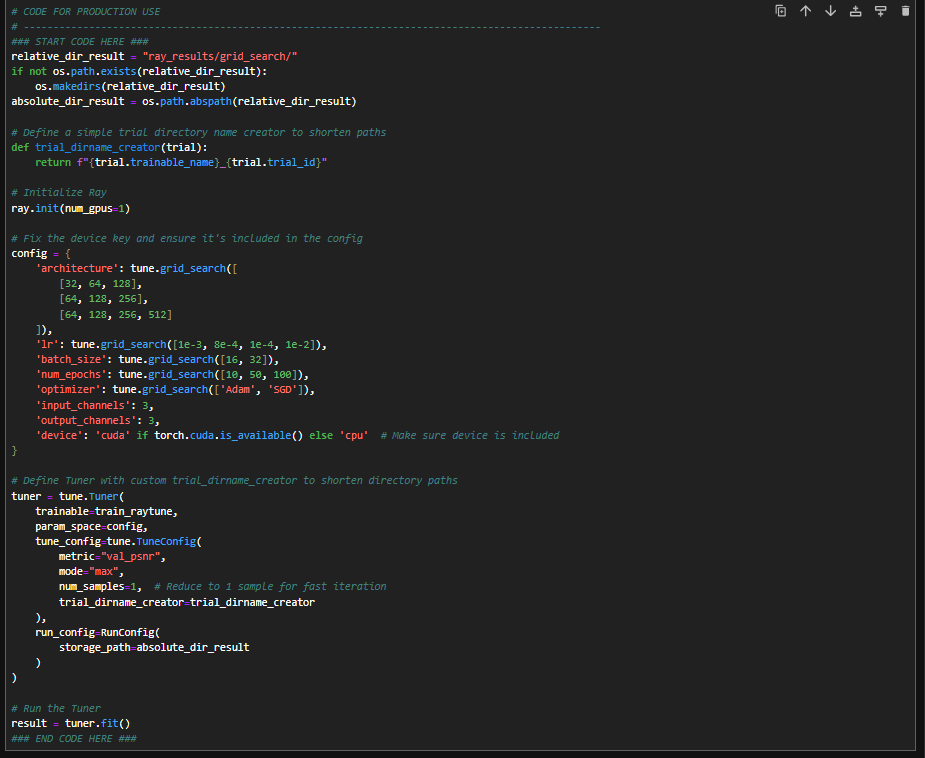 # CODE FOR PRODUCTION USE
# --------------------------------------------------------------------------------------------------
### START CODE HERE ###
relative_dir_result = "ray_results/grid_search/"
if not os.path.exists(relative_dir_result):
    os.makedirs(relative_dir_result)
absolute_dir_result = os.path.abspath(relative_dir_result)

# Define a simple trial directory name creator to shorten paths
def trial_dirname_creator(trial):
    return f"{trial.trainable_name}_{trial.trial_id}"

# Initialize Ray
ray.init(num_gpus=1)

# Fix the device key and ensure it's included in the config
config = {
    'architecture': tune.grid_search([
        [32, 64, 128],
        [64, 128, 256],
        [64, 128, 256, 512]
    ]),
    'lr': tune.grid_search([1e-3, 8e-4, 1e-4, 1e-2]),
    'batch_size': tune.grid_search([16, 32]),
    'num_epochs': tune.grid_search([10, 50, 100]),
    'optimizer': tune.grid_search(['Adam', 'SGD']),
    'input_channels': 3,
    'output_channels': 3,
    'device': 'cuda' if torch.cuda.is_available() else 'cpu'  # Make sure device is included
}

# Define Tuner with custom trial_dirname_creator to shorten directory paths
tuner = tune.Tuner(
    trainable=train_raytune,
    param_space=config,
    tune_config=tune.TuneConfig(
        metric="val_psnr",
        mode="max",
        num_samples=1,  # Reduce to 1 sample for fast iteration
        trial_dirname_creator=trial_dirname_creator
    ),
    run_config=RunConfig(
        storage_path=absolute_dir_result
    )
)

# Run the Tuner
result = tuner.fit()
### END CODE HERE ###